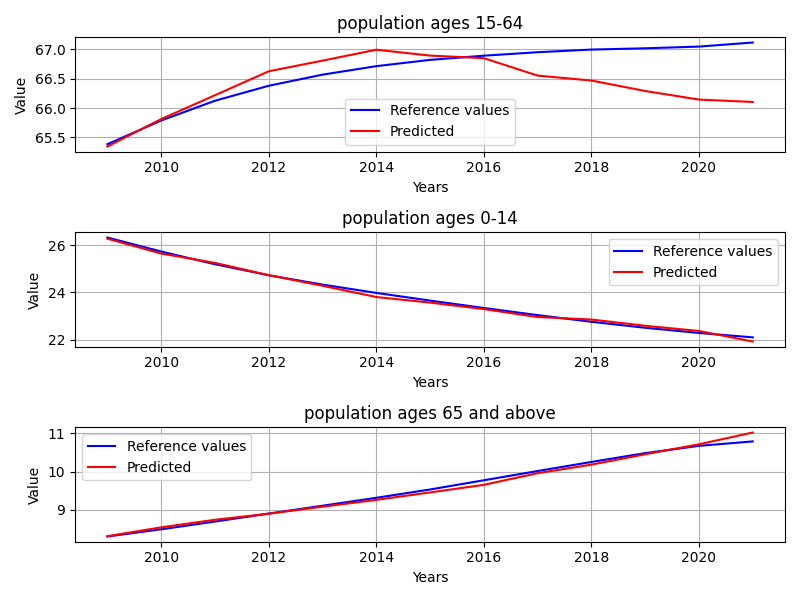 population ages 15-64
67.0
66.5
66.0
65.5
Value
Reference values
Predicted
2010 2012 2014 2016 2018 2020
Years
population ages 0-14
26
24
22
Value
Reference values
Predicted
2010 2012 2014 2016 2018 2020
Years
population ages 65 and above
11
10
9
Value
Reference values
Predicted
2010 2012 2014 2016 2018 2020
Years